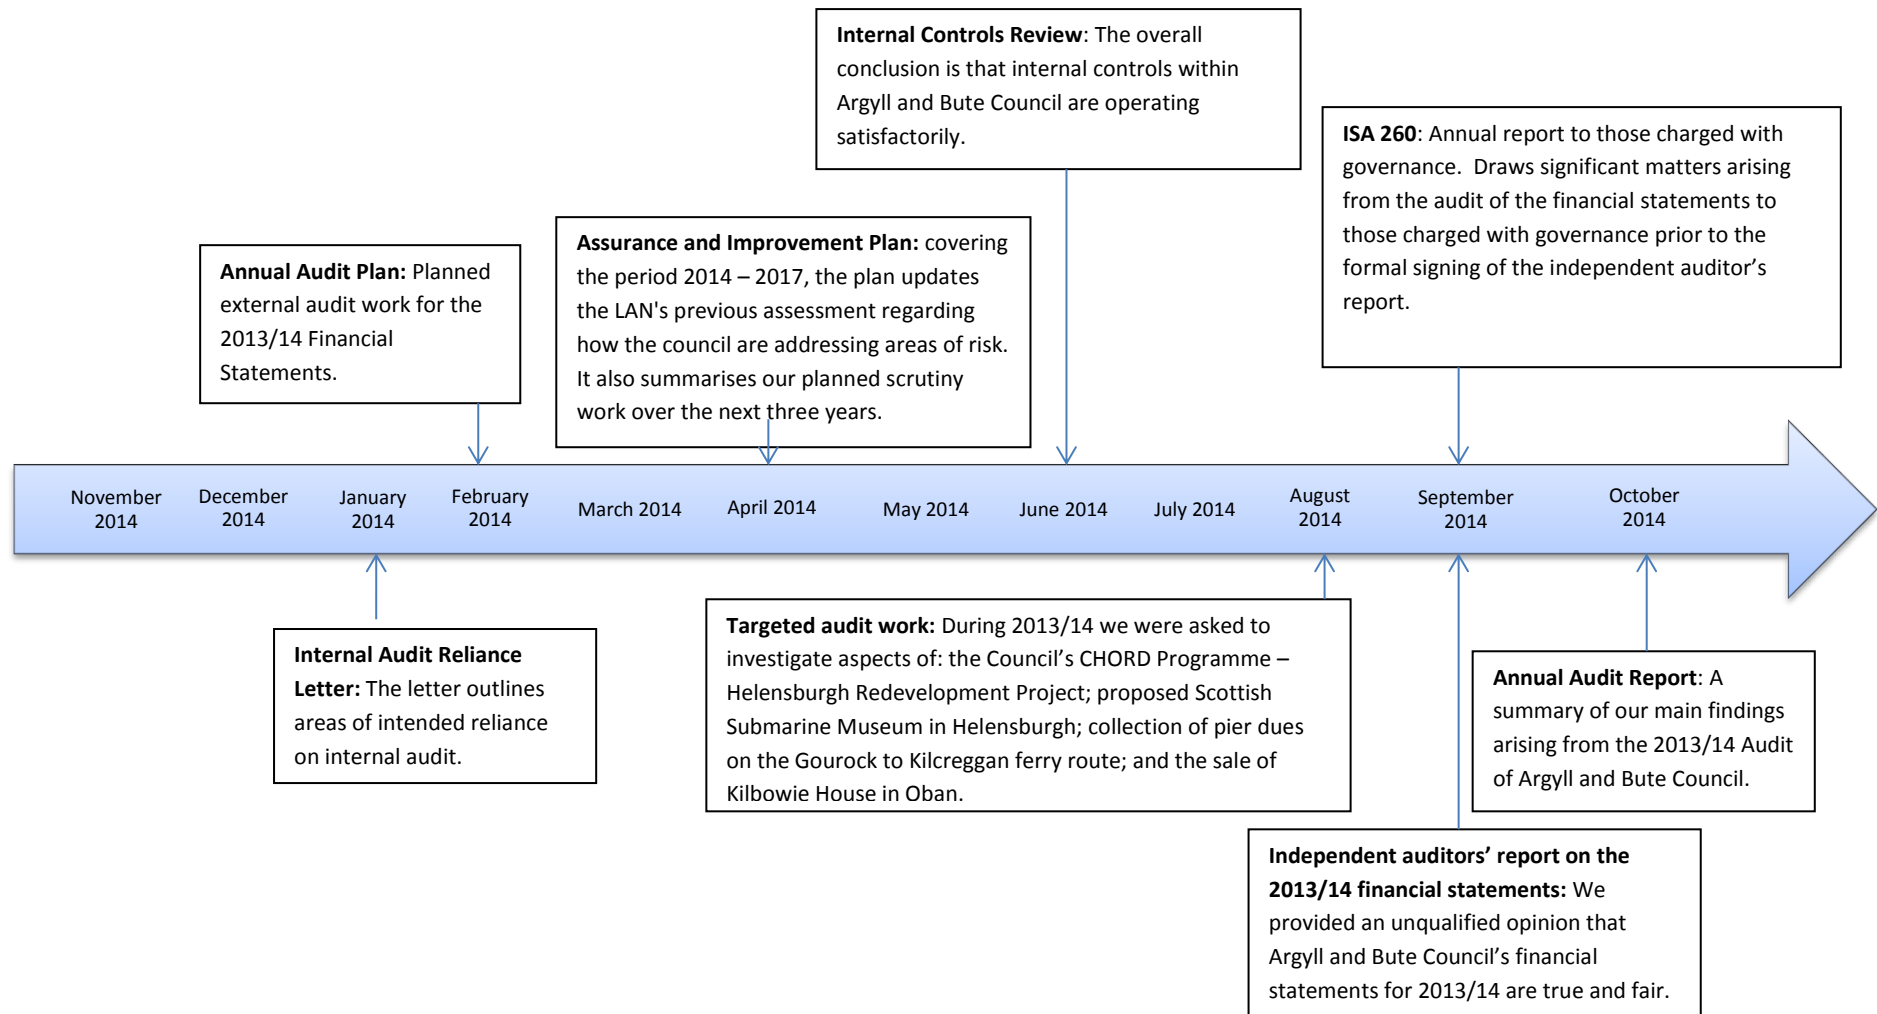 Internal Controls Review: The overall
conclusion is that internal controls within
Argyll and Bute Council are operating
satisfactorily.
ISA 260: Annual report to those charged with
governance.  Draws significant matters arising
from the audit of the financial statements to
those charged with governance prior to the
formal signing of the independent auditor’s
report.
Assurance and Improvement Plan: covering
the period 2014 – 2017, the plan updates
the LAN's previous assessment regarding
how the council are addressing areas of risk.
It also summarises our planned scrutiny
work over the next three years.
Annual Audit Plan: Planned
external audit work for the
2013/14 Financial
Statements.
November
2014
December
2014
January
2014
February
2014
March 2014
April 2014
May 2014
June 2014
July 2014
August
2014
September
2014
October
2014
Internal Audit Reliance
Letter: The letter outlines
areas of intended reliance
on internal audit.
Targeted audit work: During 2013/14 we were asked to
investigate aspects of: the Council’s CHORD Programme –
Helensburgh Redevelopment Project; proposed Scottish
Submarine Museum in Helensburgh; collection of pier dues
on the Gourock to Kilcreggan ferry route; and the sale of
Kilbowie House in Oban.
Annual Audit Report: A
summary of our main findings
arising from the 2013/14 Audit
of Argyll and Bute Council.
Independent auditors’ report on the
2013/14 financial statements: We
provided an unqualified opinion that
Argyll and Bute Council’s financial
statements for 2013/14 are true and fair.